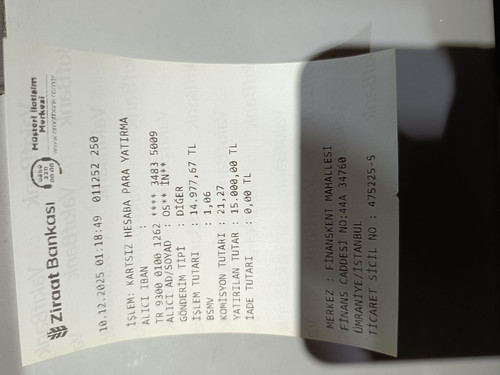 Ziraat Bankası
0850
220
00 00
Müşteri İletişim
Merkezi
10.12.2025 01:18:49 011252 250
İŞLEM: KARTSIZ HESABA PARA YATIRMA
ALICI IBAN :
TR 9300 0100 1262 **** 3483 5009
ALICI AD/SOYAD : OS** İN**
GÖNDERİM TİPİ : DİĞER
İŞLEM TUTARI : 14.977,67 TL
BSMV : 1,06
KOMİSYON TUTARI : 21,27
YATIRILAN TUTAR : 15.000,00 TL
İADE TUTARI : 0,00 TL
MERKEZ : FİNANSKENT MAHALLESİ
FİNANS CADDESİ NO:44A 34760
ÜMRANİYE/İSTANBUL
TİCARET SİCİL NO : 475225-5